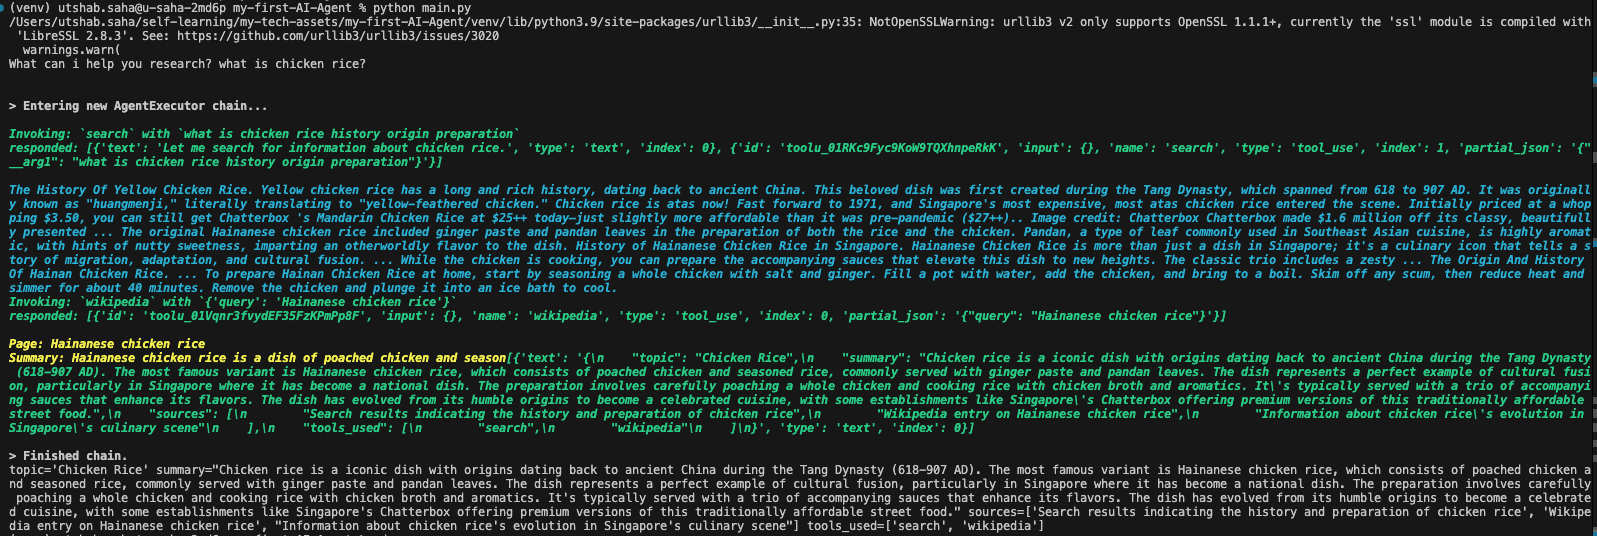 (venv) utshab.saha@u-saha-2md6p my-first-AI-Agent % python main.py
/Users/utshab.saha/self-learning/my-tech-assets/my-first-AI-Agent/venv/lib/python3.9/site-packages/urllib3/__init__.py:35: NotOpenSSLWarning: urllib3 v2 only supports OpenSSL 1.1.1+, currently the 'ssl' module is compiled with
'LibreSSL 2.8.3'. See: https://github.com/urllib3/urllib3/issues/3020
warnings.warn(
What can i help you research? what is chicken rice?
> Entering new AgentExecutor chain...
Invoking: `search` with `what is chicken rice history origin preparation`
responded: [{'text': 'Let me search for information about chicken rice.', 'type': 'text', 'index': 0}, {'id': 'toolu_01RKc9Fyc9KoW9TQXhnpeRkK', 'input': {}, 'name': 'search', 'type': 'tool_use', 'index': 1, 'partial_json': '{"
__arg1": "what is chicken rice history origin preparation"}'}]
The History Of Yellow Chicken Rice. Yellow chicken rice has a long and rich history, dating back to ancient China. This beloved dish was first created during the Tang Dynasty, which spanned from 618 to 907 AD. It was originall
y known as "huangmenji," literally translating to "yellow-feathered chicken." Chicken rice is atas now! Fast forward to 1971, and Singapore's most expensive, most atas chicken rice entered the scene. Initially priced at a whop
ping $3.50, you can still get Chatterbox 's Mandarin Chicken Rice at $25++ today—just slightly more affordable than it was pre-pandemic ($27++).. Image credit: Chatterbox Chatterbox made $1.6 million off its classy, beautifull
y presented ... The original Hainanese chicken rice included ginger paste and pandan leaves in the preparation of both the rice and the chicken. Pandan, a type of leaf commonly used in Southeast Asian cuisine, is highly aromat
ic, with hints of nutty sweetness, imparting an otherworldly flavor to the dish. History of Hainanese Chicken Rice in Singapore. Hainanese Chicken Rice is more than just a dish in Singapore; it's a culinary icon that tells a s
tory of migration, adaptation, and cultural fusion. ... While the chicken is cooking, you can prepare the accompanying sauces that elevate this dish to new heights. The classic trio includes a zesty ... The Origin And History
Of Hainan Chicken Rice. ... To prepare Hainan Chicken Rice at home, start by seasoning a whole chicken with salt and ginger. Fill a pot with water, add the chicken, and bring to a boil. Skim off any scum, then reduce heat and
simmer for about 40 minutes. Remove the chicken and plunge it into an ice bath to cool.
Invoking: `wikipedia` with `{'query': 'Hainanese chicken rice'}`
responded: [{'id': 'toolu_01Vqnr3fvydEF35FzKPmPp8F', 'input': {}, 'name': 'wikipedia', 'type': 'tool_use', 'index': 0, 'partial_json': '{"query": "Hainanese chicken rice"}'}]
Page: Hainanese chicken rice
Summary: Hainanese chicken rice is a dish of poached chicken and season[{'text': '{\n    "topic": "Chicken Rice",\n    "summary": "Chicken rice is a iconic dish with origins dating back to ancient China during the Tang Dynasty
(618-907 AD). The most famous variant is Hainanese chicken rice, which consists of poached chicken and seasoned rice, commonly served with ginger paste and pandan leaves. The dish represents a perfect example of cultural fusi
on, particularly in Singapore where it has become a national dish. The preparation involves carefully poaching a whole chicken and cooking rice with chicken broth and aromatics. It\'s typically served with a trio of accompanyi
ng sauces that enhance its flavors. The dish has evolved from its humble origins to become a celebrated cuisine, with some establishments like Singapore\'s Chatterbox offering premium versions of this traditionally affordable
street food.",\n    "sources": [\n        "Search results indicating the history and preparation of chicken rice",\n        "Wikipedia entry on Hainanese chicken rice",\n        "Information about chicken rice\'s evolution in
Singapore\'s culinary scene"\n    ],\n    "tools_used": [\n        "search",\n        "wikipedia"\n    ]\n}', 'type': 'text', 'index': 0}]
> Finished chain.
topic='Chicken Rice' summary="Chicken rice is a iconic dish with origins dating back to ancient China during the Tang Dynasty (618-907 AD). The most famous variant is Hainanese chicken rice, which consists of poached chicken a
nd seasoned rice, commonly served with ginger paste and pandan leaves. The dish represents a perfect example of cultural fusion, particularly in Singapore where it has become a national dish. The preparation involves carefully
poaching a whole chicken and cooking rice with chicken broth and aromatics. It's typically served with a trio of accompanying sauces that enhance its flavors. The dish has evolved from its humble origins to become a celebrate
d cuisine, with some establishments like Singapore's Chatterbox offering premium versions of this traditionally affordable street food." sources=['Search results indicating the history and preparation of chicken rice', 'Wikipe
dia entry on Hainanese chicken rice', "Information about chicken rice's evolution in Singapore's culinary scene"] tools_used=['search', 'wikipedia']